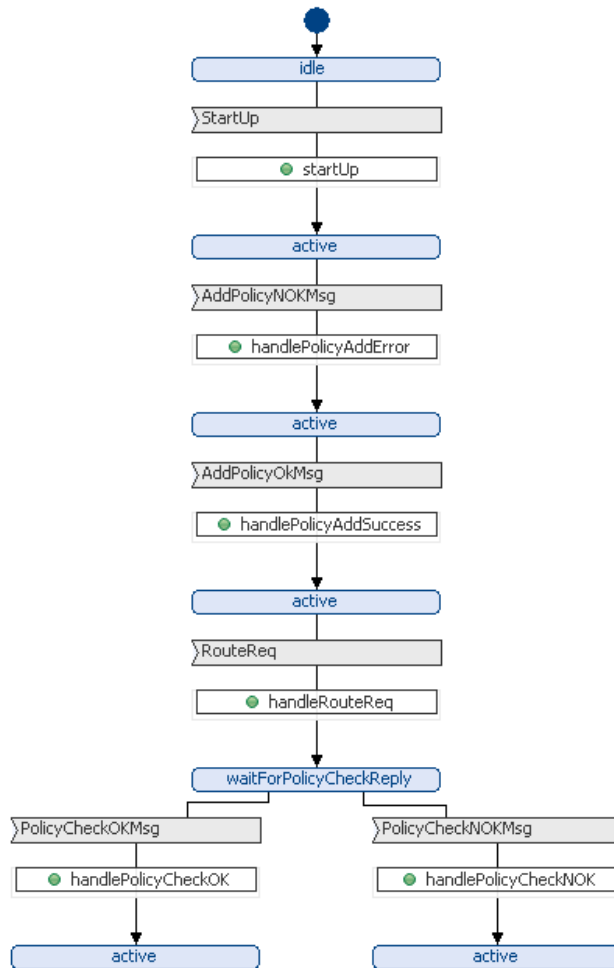 idle
StartUp
startUp
active
AddPolicyNOKMsg
handlePolicyAddError
active
AddPolicyOkMsg
handlePolicyAddSuccess
active
RouteReq
handleRouteReq
waitForPolicyCheckReply
PolicyCheckOKMsg
PolicyCheckNOKMsg
handlePolicyCheckOK
handlePolicyCheckNOK
active
active